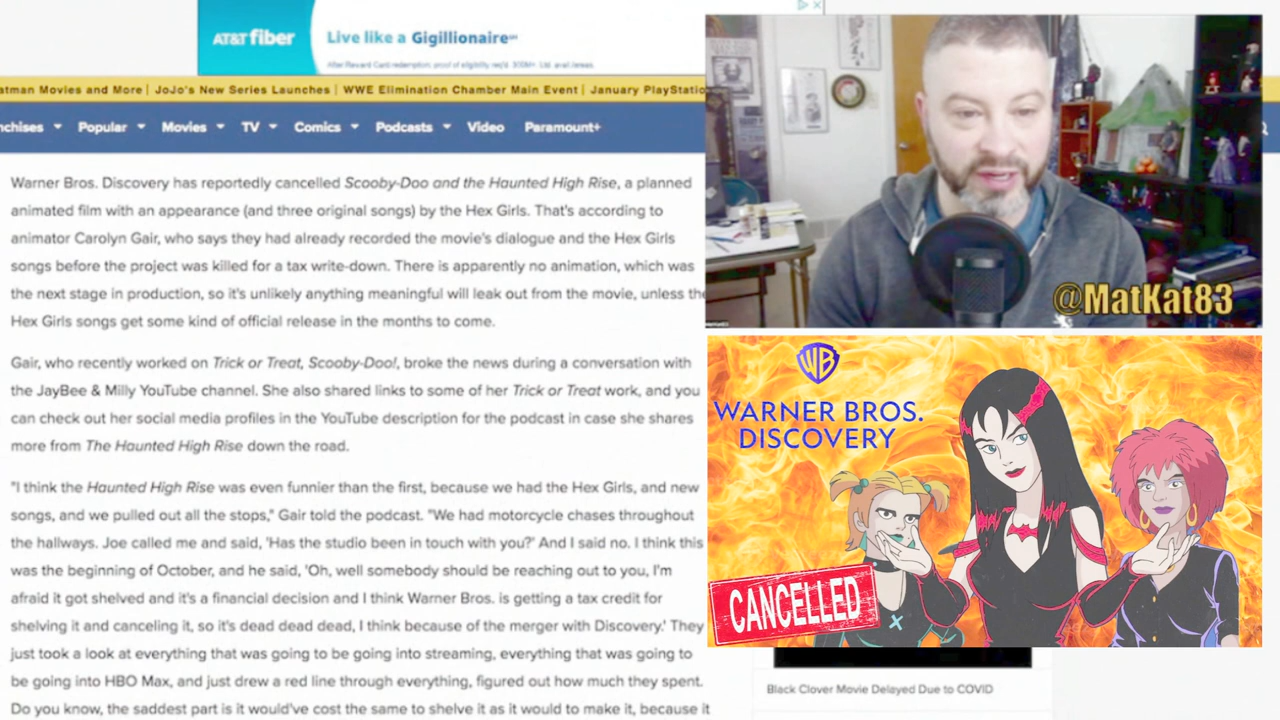 AT&T fiber
Live like a Gigillionaire℠
After Reward Card redemption; proof of eligibility req'd. 300M+. Ltd. avail./areas.
atman Movies and More | JoJo's New Series Launches | WWE Elimination Chamber Main Event | January PlayStatio
nchises Popular Movies TV Comics Podcasts Video Paramount+
Warner Bros. Discovery has reportedly cancelled Scooby-Doo and the Haunted High Rise, a planned
animated film with an appearance (and three original songs) by the Hex Girls. That's according to
animator Carolyn Gair, who says they had already recorded the movie's dialogue and the Hex Girls
songs before the project was killed for a tax write-down. There is apparently no animation, which was
the next stage in production, so it's unlikely anything meaningful will leak out from the movie, unless the
Hex Girls songs get some kind of official release in the months to come.
Gair, who recently worked on Trick or Treat, Scooby-Doo!, broke the news during a conversation with
the JayBee & Milly YouTube channel. She also shared links to some of her Trick or Treat work, and you
can check out her social media profiles in the YouTube description for the podcast in case she shares
more from The Haunted High Rise down the road.
"I think the Haunted High Rise was even funnier than the first, because we had the Hex Girls, and new
songs, and we pulled out all the stops," Gair told the podcast. "We had motorcycle chases throughout
the hallways. Joe called me and said, 'Has the studio been in touch with you?' And I said no. I think this
was the beginning of October, and he said, 'Oh, well somebody should be reaching out to you, I'm
afraid it got shelved and it's a financial decision and I think Warner Bros. is getting a tax credit for
shelving it or canceling it, so it's dead dead dead, I think because of the merger with Discovery.' They
just took a look at everything that was going to be going into streaming, everything that was going to
be going into HBO Max, and just drew a red line through everything, figured out how much they spent.
Do you know, the saddest part is it would've cost the same to shelve it as it would to make it, because it
@MatKat83
WB
WARNER BROS.
DISCOVERY
CANCELLED
Black Clover Movie Delayed Due to COVID